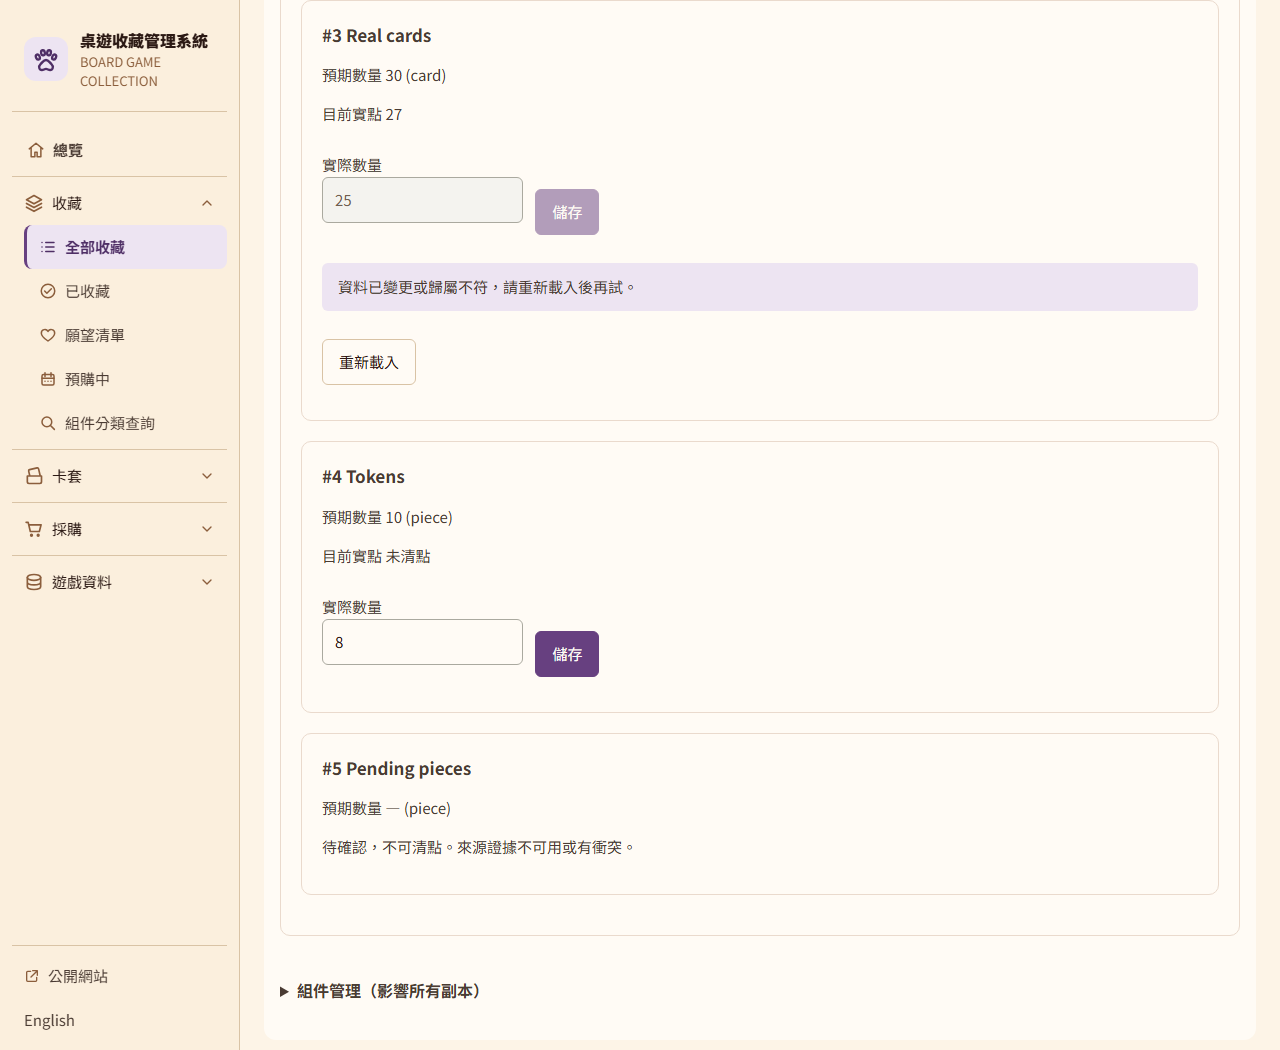 桌遊收藏管理系統
BOARD GAME
COLLECTION
總覽
收藏
全部收藏
已收藏
願望清單
預購中
組件分類查詢
卡套
採購
遊戲資料
公開網站
English
#3 Real cards
預期數量 30 (card)
目前實點 27
實際數量
25
儲存
資料已變更或歸屬不符，請重新載入後再試。
重新載入
#4 Tokens
預期數量 10 (piece)
目前實點 未清點
實際數量
8
儲存
#5 Pending pieces
預期數量 — (piece)
待確認，不可清點。來源證據不可用或有衝突。
組件管理（影響所有副本）